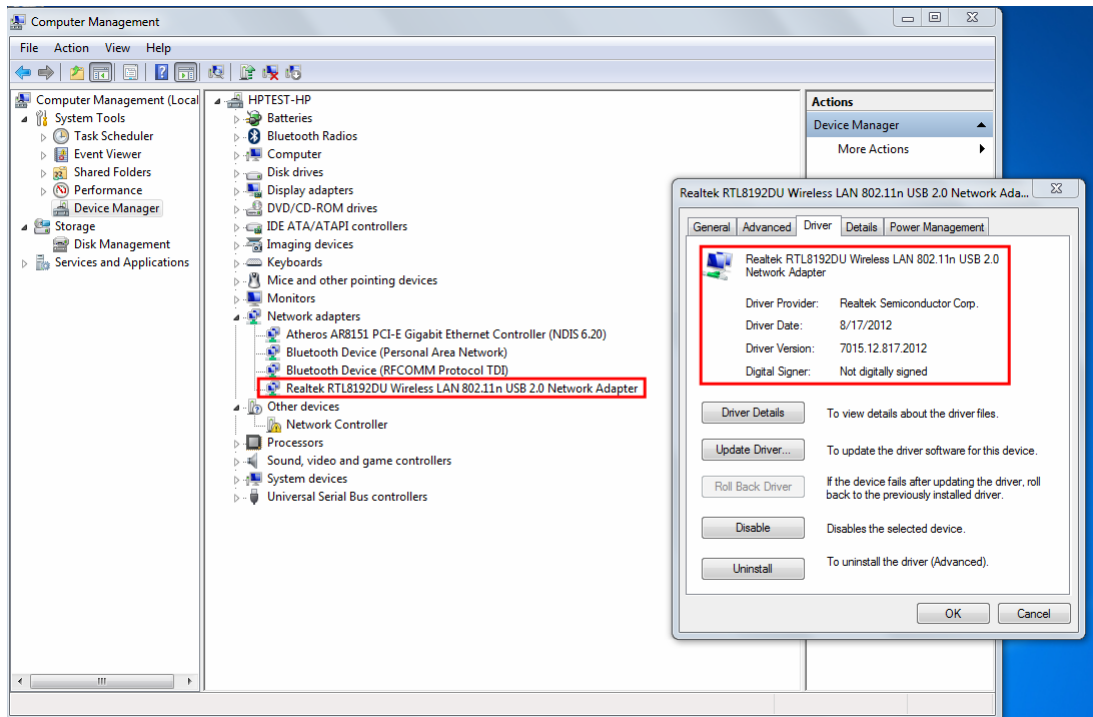 Computer Management
File Action View Help
Computer Management (Local
System Tools
Task Scheduler
Event Viewer
Shared Folders
Performance
Device Manager
Storage
Disk Management
Services and Applications
HPTEST-HP
Batteries
Bluetooth Radios
Computer
Disk drives
Display adapters
DVD/CD-ROM drives
IDE ATA/ATAPI controllers
Imaging devices
Keyboards
Mice and other pointing devices
Monitors
Network adapters
Atheros AR8151 PCI-E Gigabit Ethernet Controller (NDIS 6.20)
Bluetooth Device (Personal Area Network)
Bluetooth Device (RFCOMM Protocol TDI)
Realtek RTL8192DU Wireless LAN 802.11n USB 2.0 Network Adapter
Other devices
Network Controller
Processors
Sound, video and game controllers
System devices
Universal Serial Bus controllers
Actions
Device Manager
More Actions
Realtek RTL8192DU Wireless LAN 802.11n USB 2.0 Network Ada...
General Advanced Driver Details Power Management
Realtek RTL8192DU Wireless LAN 802.11n USB 2.0
Network Adapter
Driver Provider: Realtek Semiconductor Corp.
Driver Date: 8/17/2012
Driver Version: 7015.12.817.2012
Digital Signer: Not digitally signed
Driver Details To view details about the driver files.
Update Driver... To update the driver software for this device.
Roll Back Driver If the device fails after updating the driver, roll
back to the previously installed driver.
Disable Disables the selected device.
Uninstall To uninstall the driver (Advanced).
OK Cancel